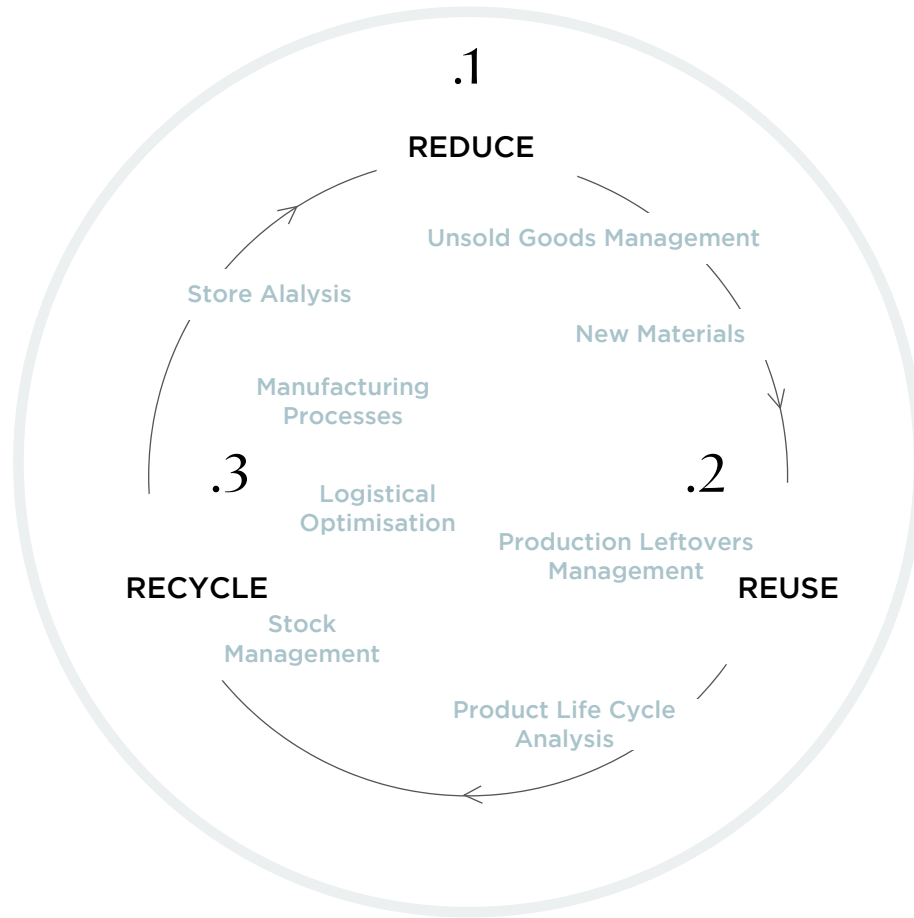 .1
REDUCE
Unsold Goods Management
Store Alalysis
New Materials
Manufacturing
Processes
.3
.2
Logistical
Optimisation
Production Leftovers
Management
RECYCLE
REUSE
Stock
Management
Product Life Cycle
Analysis